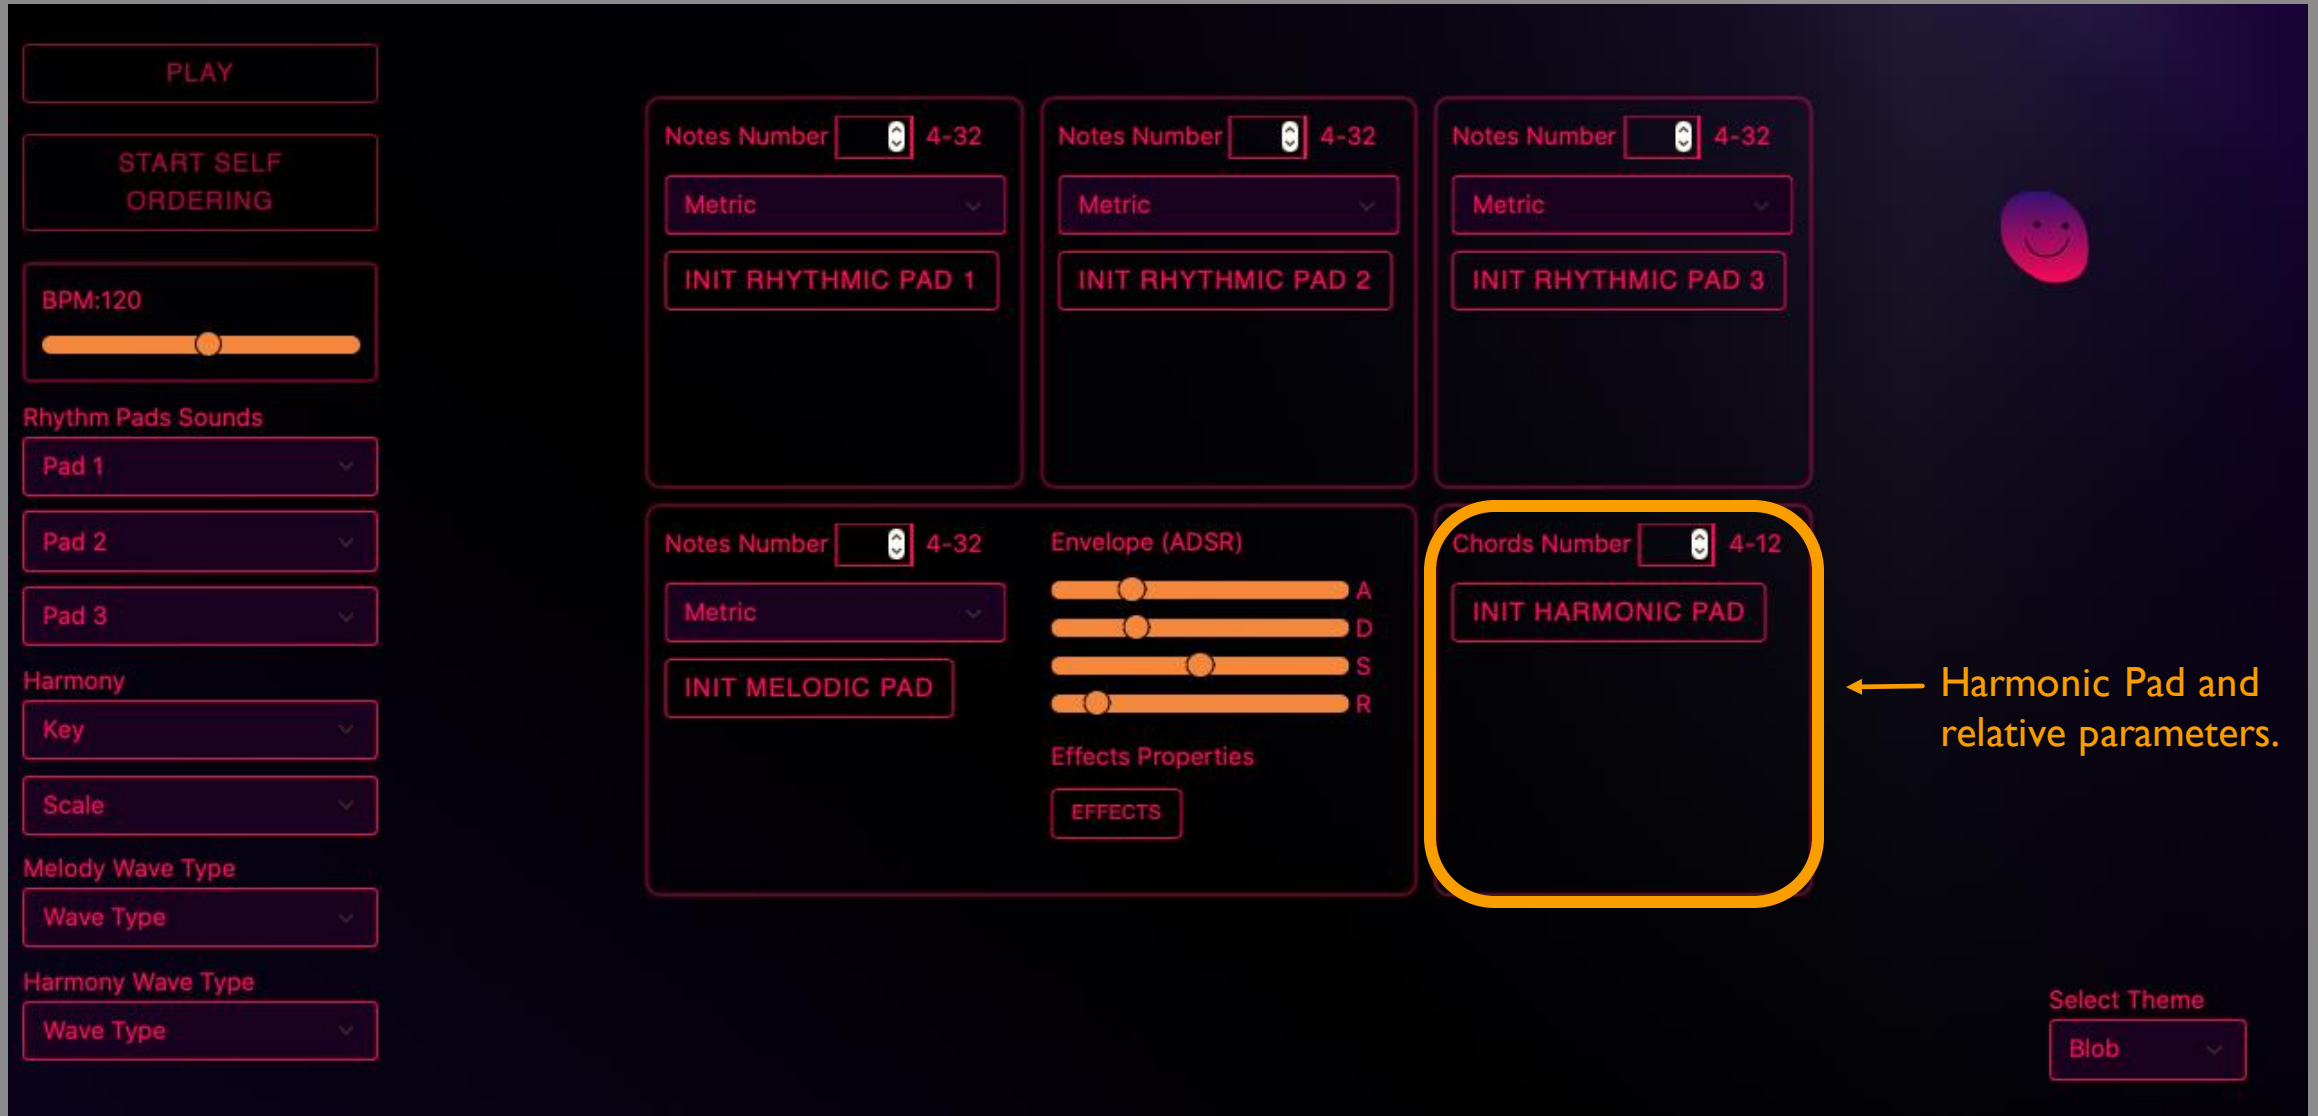 PLAY
START SELF
ORDERING
BPM:120
Rhythm Pads Sounds
Pad 1
Pad 2
Pad 3
Harmony
Key
Scale
Melody Wave Type
Wave Type
Harmony Wave Type
Wave Type
Notes Number 4-32
Metric
INIT RHYTHMIC PAD 1
Notes Number 4-32
Metric
INIT RHYTHMIC PAD 2
Notes Number 4-32
Metric
INIT RHYTHMIC PAD 3
Notes Number 4-32
Metric
INIT MELODIC PAD
Envelope (ADSR)
A
D
S
R
Effects Properties
EFFECTS
Chords Number 4-12
INIT HARMONIC PAD
Harmonic Pad and
relative parameters.
Select Theme
Blob